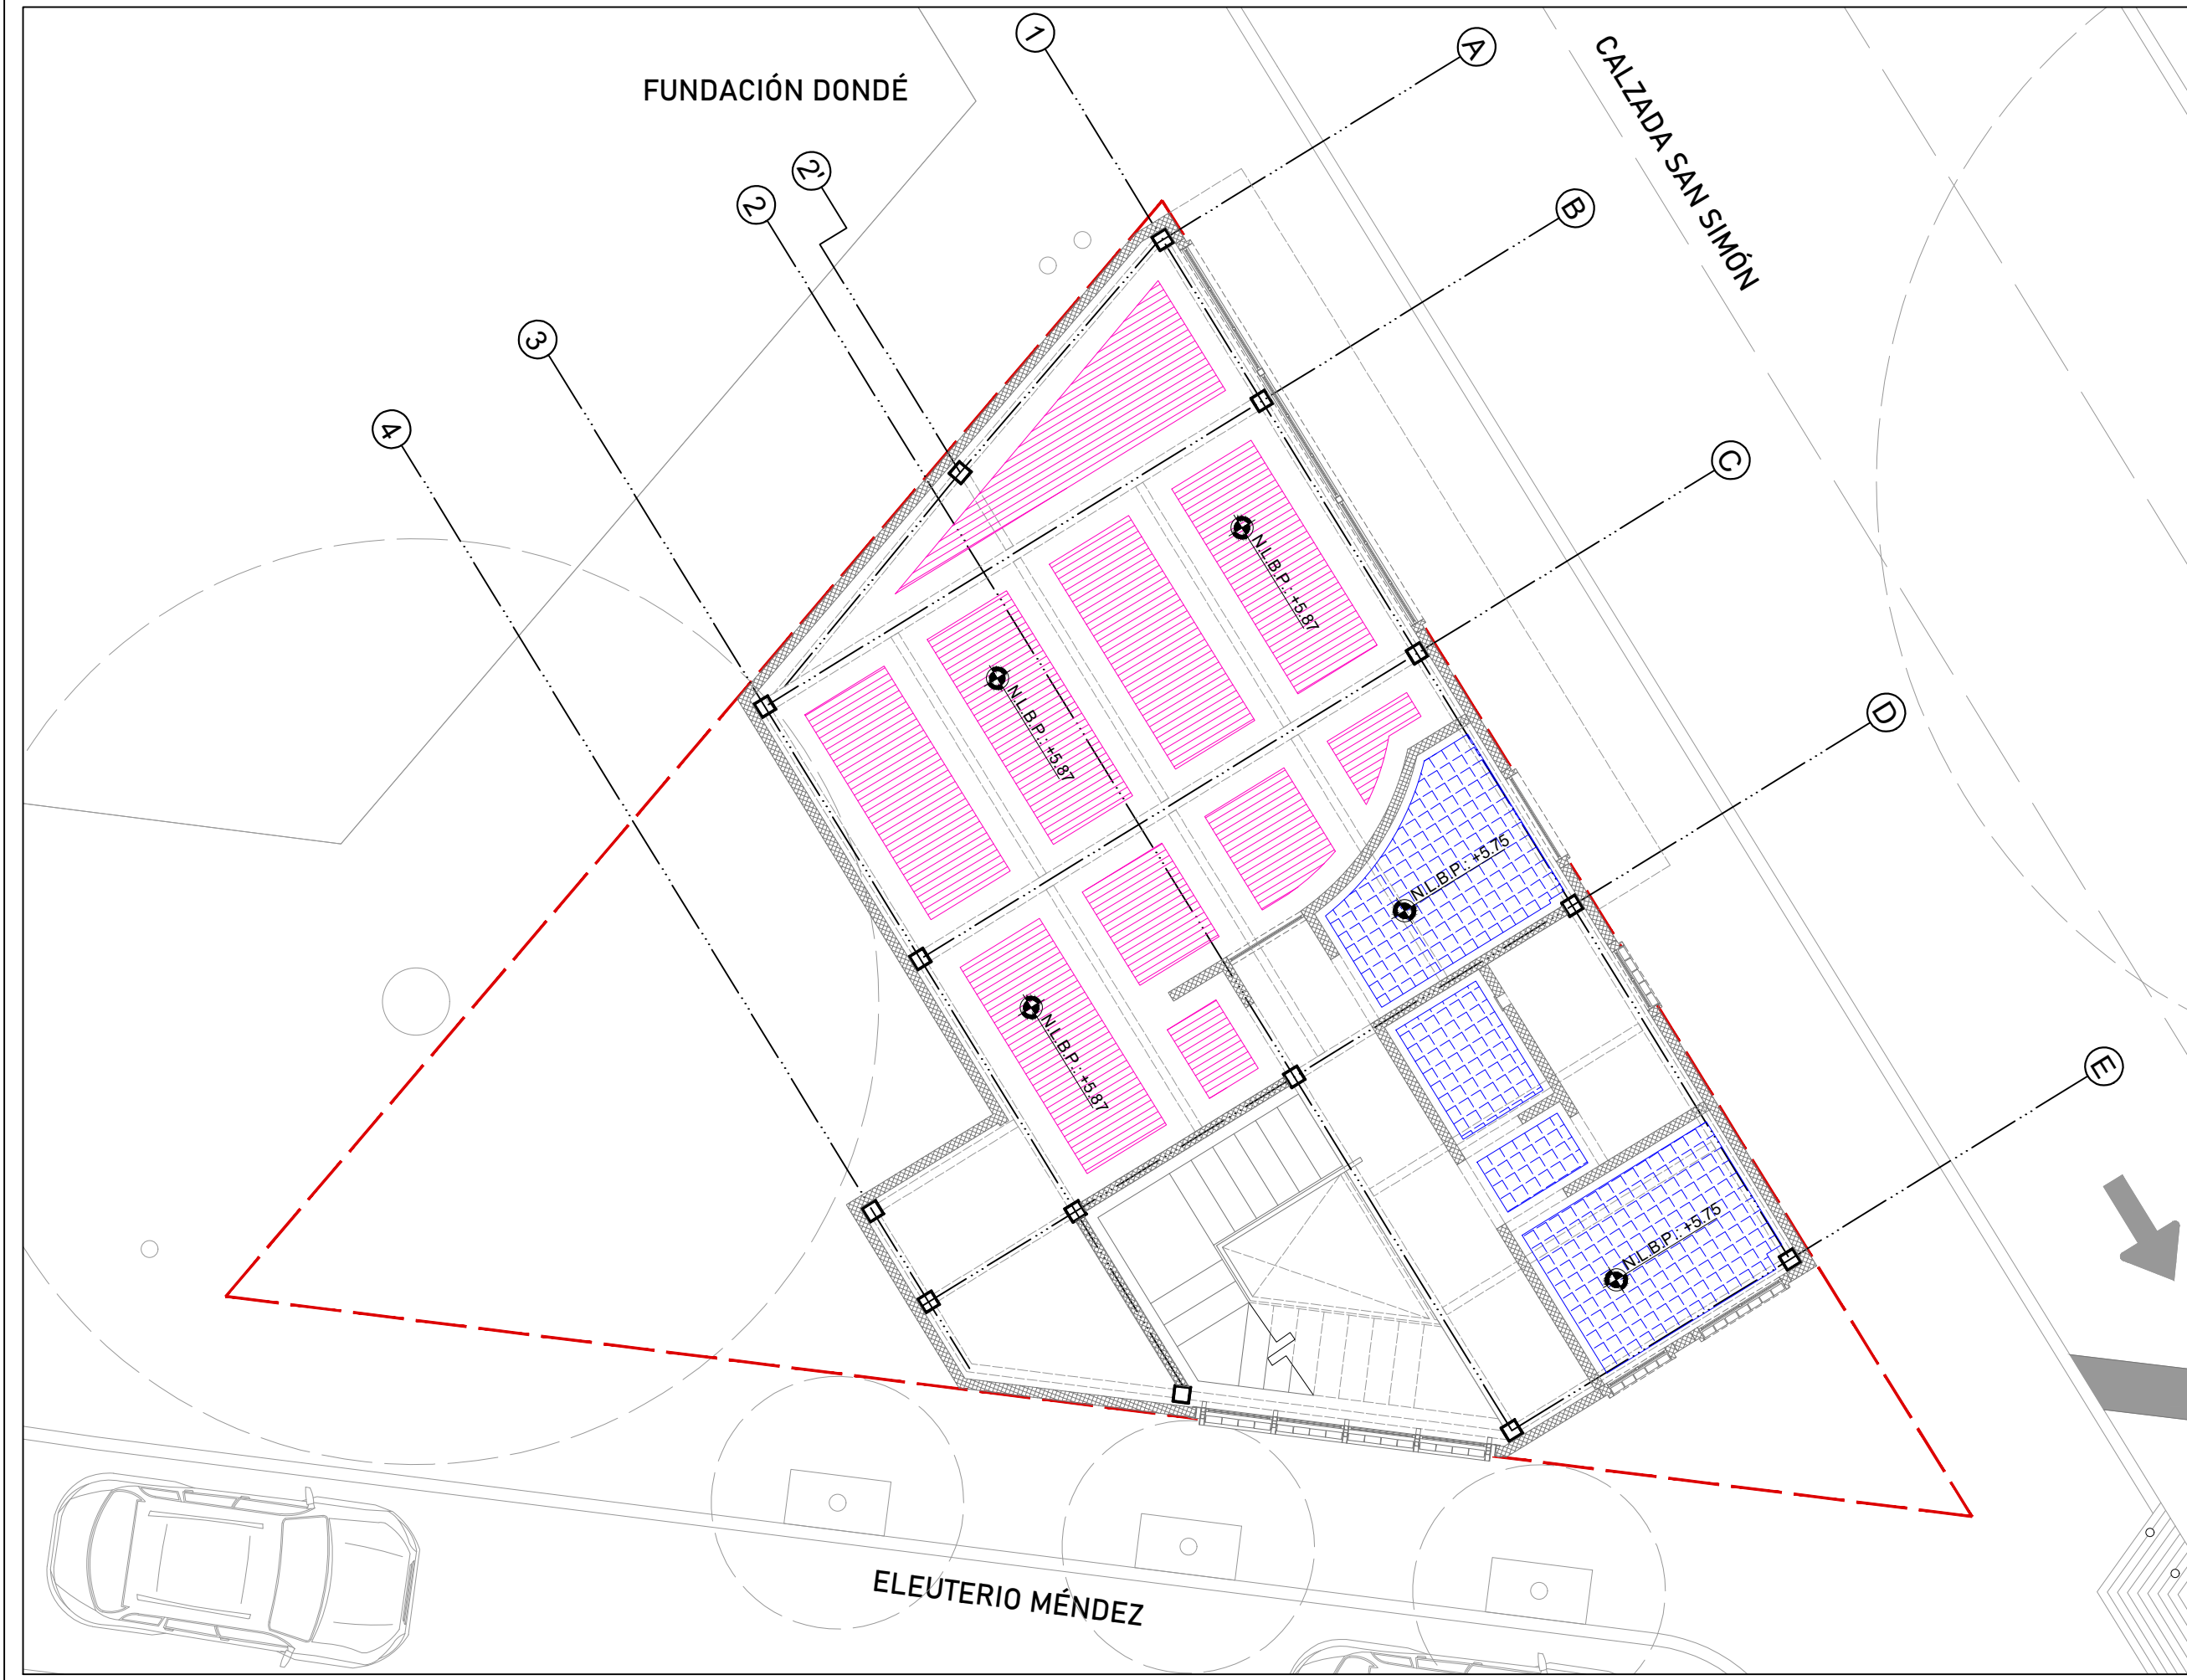 1
A
FUNDACIÓN DONDÉ
CALZADA SAN SIMÓN
2'
2
B
3
4
C
N.L.B.P.: +5.87
N.L.B.P.: +5.87
D
N.L.B.P.: +5.75
N.L.B.P.: +5.87
E
N.L.B.P.: +5.75
ELEUTERIO MÉNDEZ